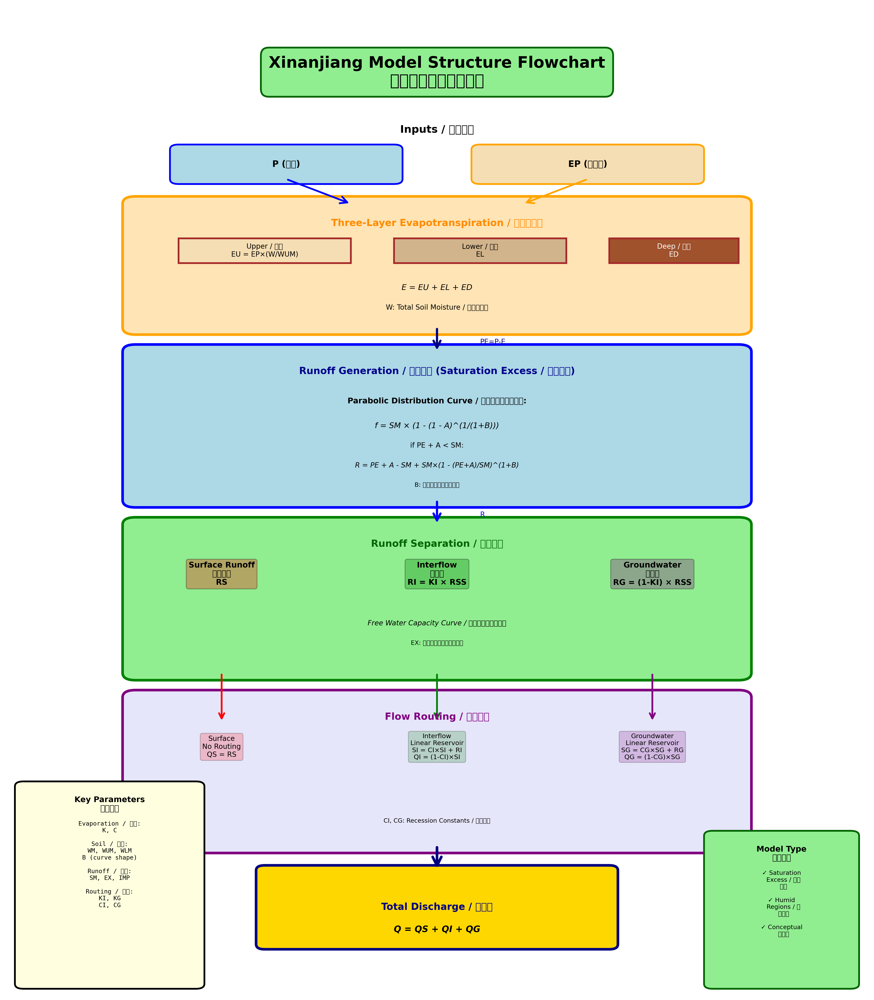 Xinanjiang Model Structure Flowchart
Inputs /
P ()
EP ()
Three-Layer Evapotranspiration /
Upper /
EU = EP×(W/WUM)
Lower /
EL
Deep /
ED
E = EU + EL + ED
W: Total Soil Moisture /
PE=P-E
Runoff Generation / (Saturation Excess / )
Parabolic Distribution Curve / :
f = SM × (1 - (1 - A)^(1/(1+B)))
if PE + A < SM:
R = PE + A - SM + SM×(1 - (PE+A)/SM)^(1+B)
B:
R
Runoff Separation /
Surface Runoff
RS
Interflow
RI = KI × RSS
Groundwater
RG = (1-KI) × RSS
Free Water Capacity Curve /
EX:
Flow Routing /
Surface
No Routing
QS = RS
Interflow
Linear Reservoir
SI = CI×SI + RI
QI = (1-CI)×SI
Groundwater
Linear Reservoir
SG = CG×SG + RG
QG = (1-CG)×SG
CI, CG: Recession Constants /
Key Parameters
Evaporation / :
K, C
Soil / :
WM, WUM, WLM
B (curve shape)
Runoff / :
SM, EX, IMP
Routing / :
KI, KG
CI, CG
Model Type
✓ Saturation
Excess /
✓ Humid
Regions /
✓ Conceptual
Total Discharge /
Q = QS + QI + QG